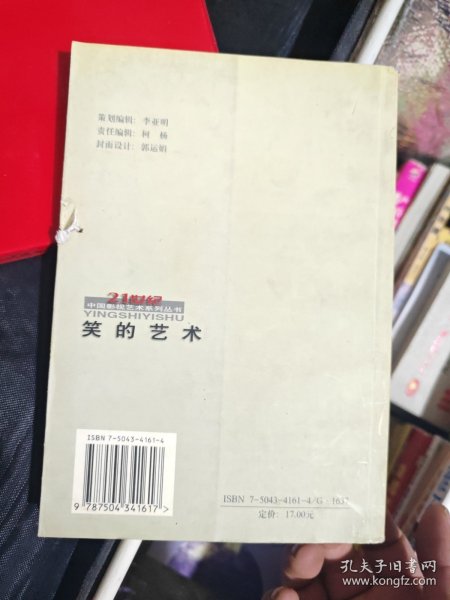 策划编辑：李亚明
责任编辑：柯 杨
封面设计：郭运娟
21世纪
中国影视艺术系列丛书
YINGSHIYISHU
笑的艺术
ISBN 7-5043-4161-4
9 787504 341617 >
ISBN 7-5043-4161-4/G·1637
定价：17.00元
孔夫子旧书网
www.kongfz.com